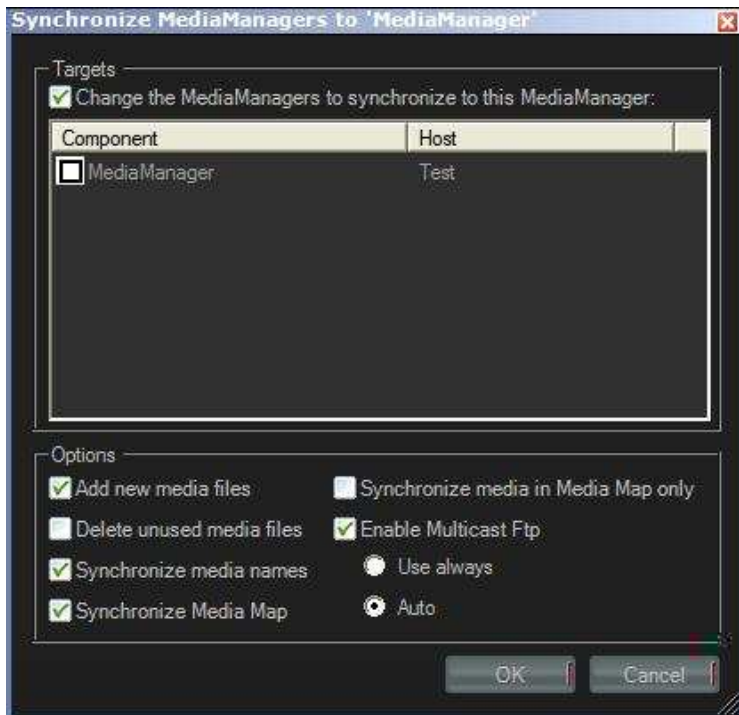 Synchronize MediaManagers to 'MediaManager'
Targets
Change the MediaManagers to synchronize to this MediaManager:
Component Host
MediaManager Test
Options
Add new media files Synchronize media in Media Map only
Delete unused media files Enable Multicast Ftp
Synchronize media names Use always
Synchronize Media Map Auto
OK Cancel